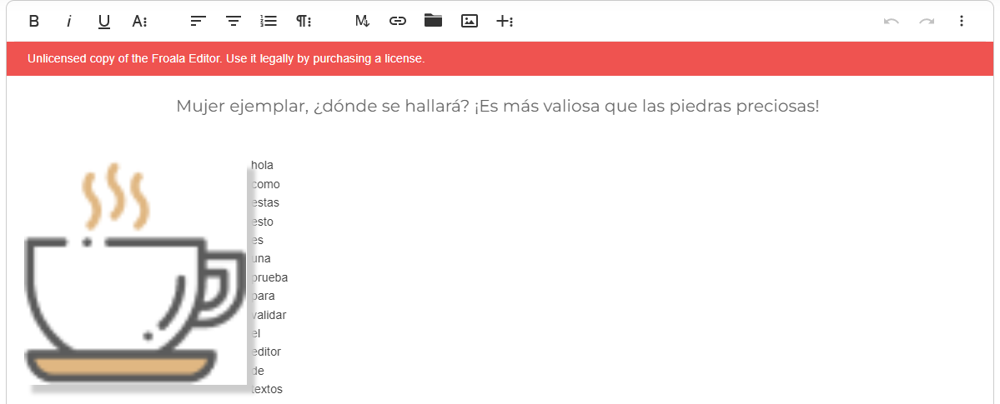 Unlicensed copy of the Froala Editor. Use it legally by purchasing a license.
Mujer ejemplar, ¿dónde se hallará? ¡Es más valiosa que las piedras preciosas!
hola
como
estas
esto
es
una
prueba
para
validar
el
editor
de
textos